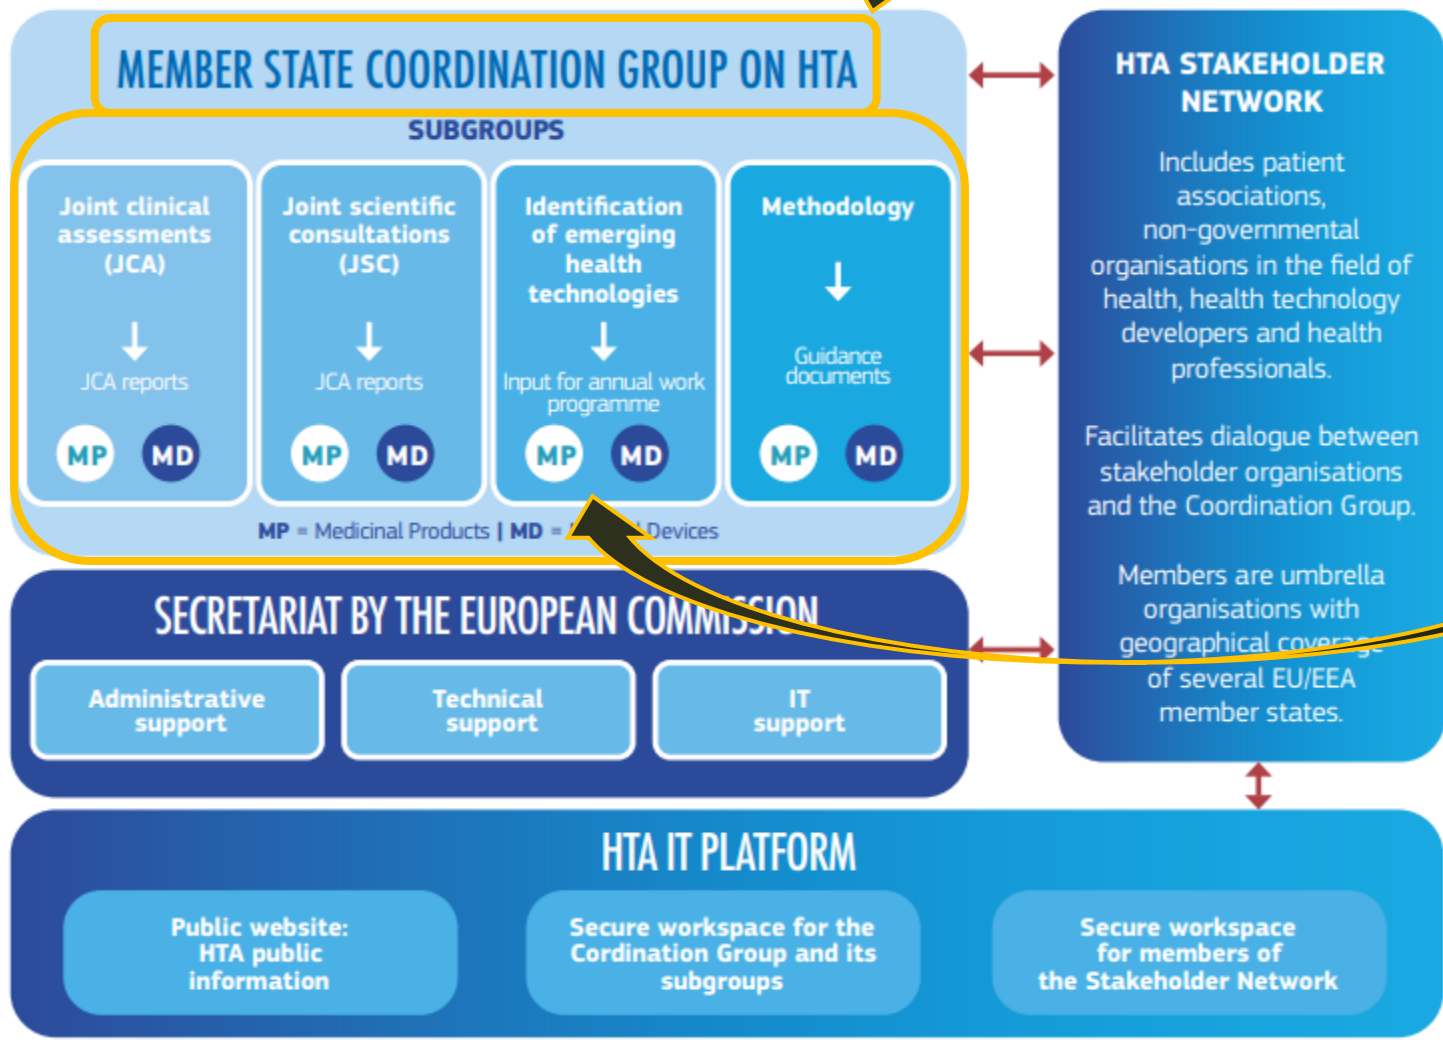 MEMBER STATE COORDINATION GROUP ON HTA
SUBGROUPS
Joint clinical
assessments
(JCA)
JCA reports
MP MD
Joint scientific
consultations
(JSC)
JCA reports
MP MD
Identification
of emerging
health
technologies
Input for annual work
programme
MP MD
Methodology
Guidance
documents
MP MD
MP = Medicinal Products | MD = Devices
HTA STAKEHOLDER
NETWORK
Includes patient
associations,
non-governmental
organisations in the field of
health, health technology
developers and health
professionals.
Facilitates dialogue between
stakeholder organisations
and the Coordination Group.
Members are umbrella
organisations with
geographical coverage
of several EU/EEA
member states.
SECRETARIAT BY THE EUROPEAN COMMISSION
Administrative
support
Technical
support
IT
support
HTA IT PLATFORM
Public website:
HTA public
information
Secure workspace for the
Cordination Group and its
subgroups
Secure workspace
for members of
the Stakeholder Network